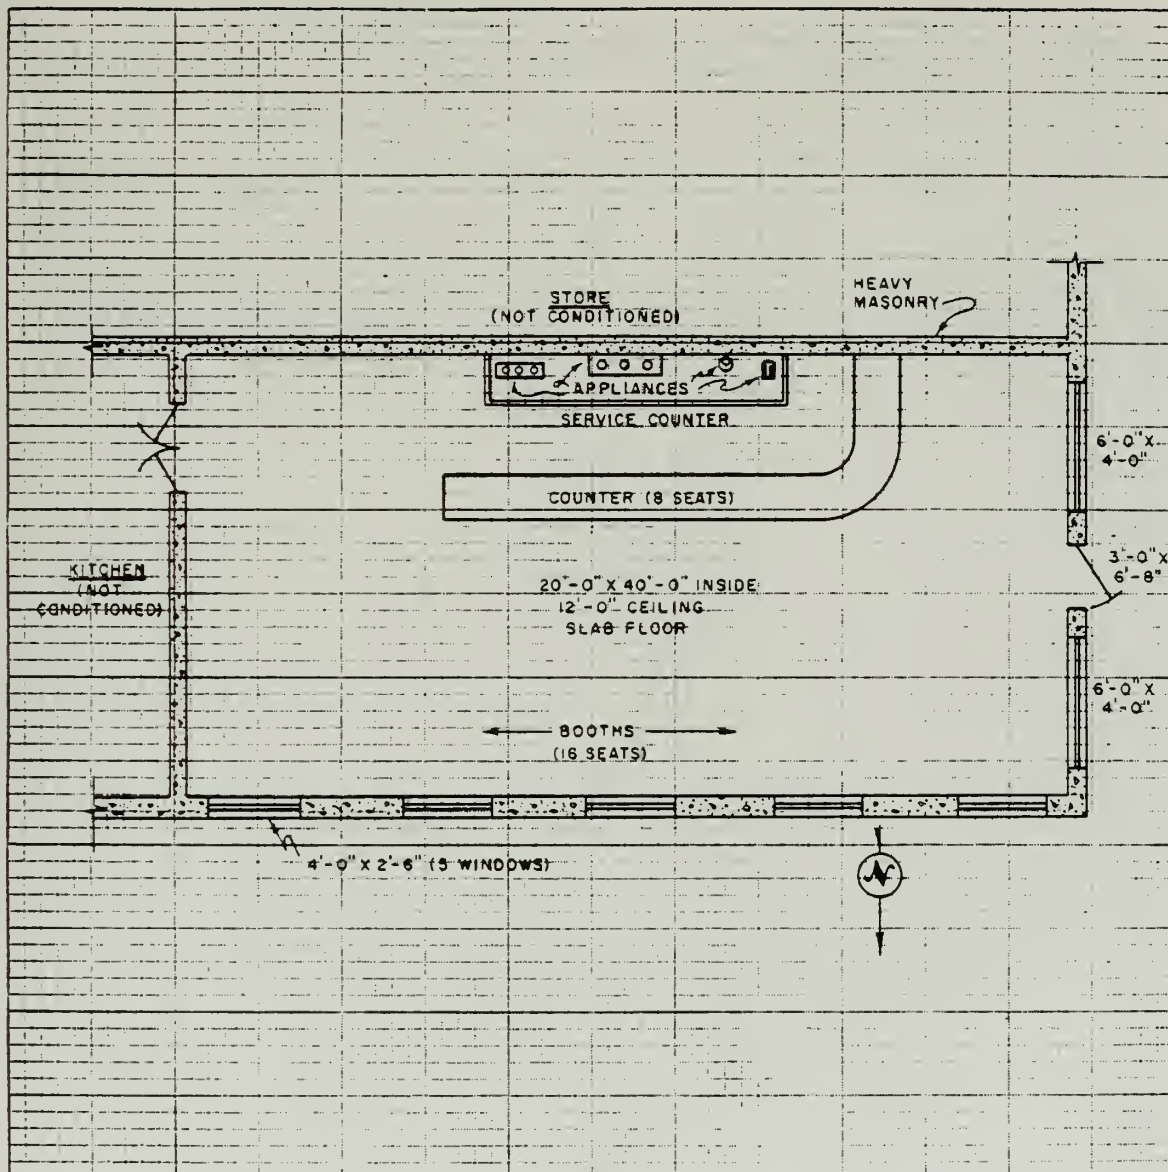 STORE
(NOT CONDITIONED)
HEAVY
MASONRY
APPLIANCES
SERVICE COUNTER
6'-0" X
4'-0"
COUNTER (8 SEATS)
3'-0" X
6'-8"
KITCHEN
(NOT
CONDITIONED)
20'-0" X 40'-0" INSIDE
12'-0" CEILING
SLAB FLOOR
6'-0" X
4'-0"
BOOTHS
(16 SEATS)
4'-0" X 2'-6" (5 WINDOWS)
N